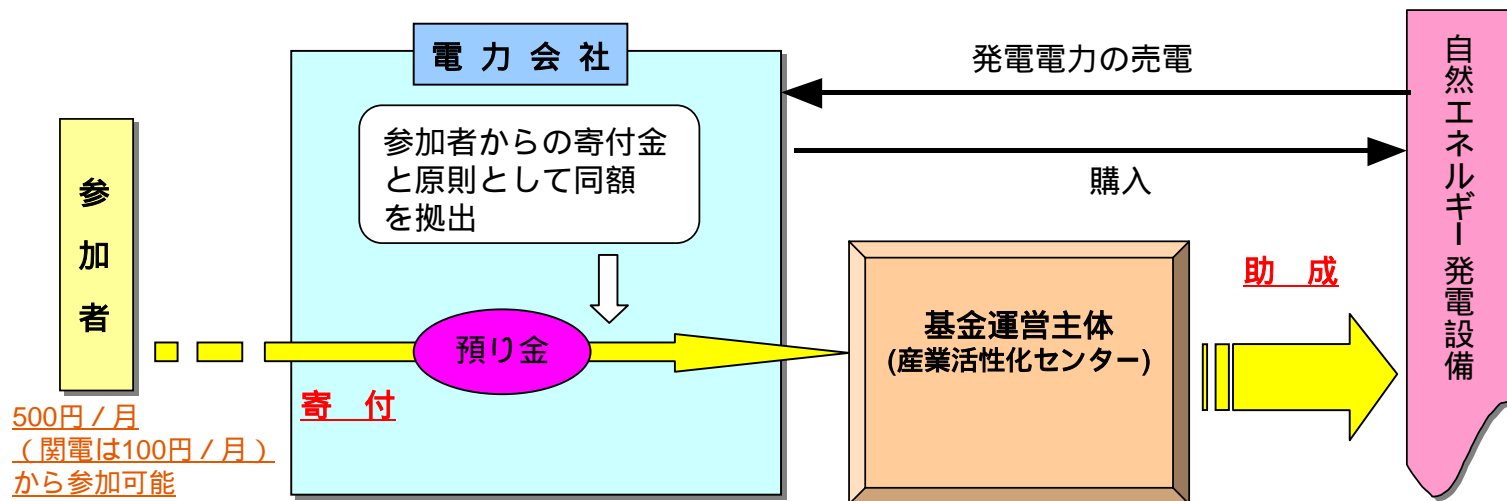 電 力 会 社
発電電力の売電
自然エネルギー発電設備
参加者からの寄付金
と原則として同額
を拠出
購入
参加者
助 成
基金運営主体
(産業活性化センター)
預り金
寄 付
500円／月
（関電は100円／月）
から参加可能